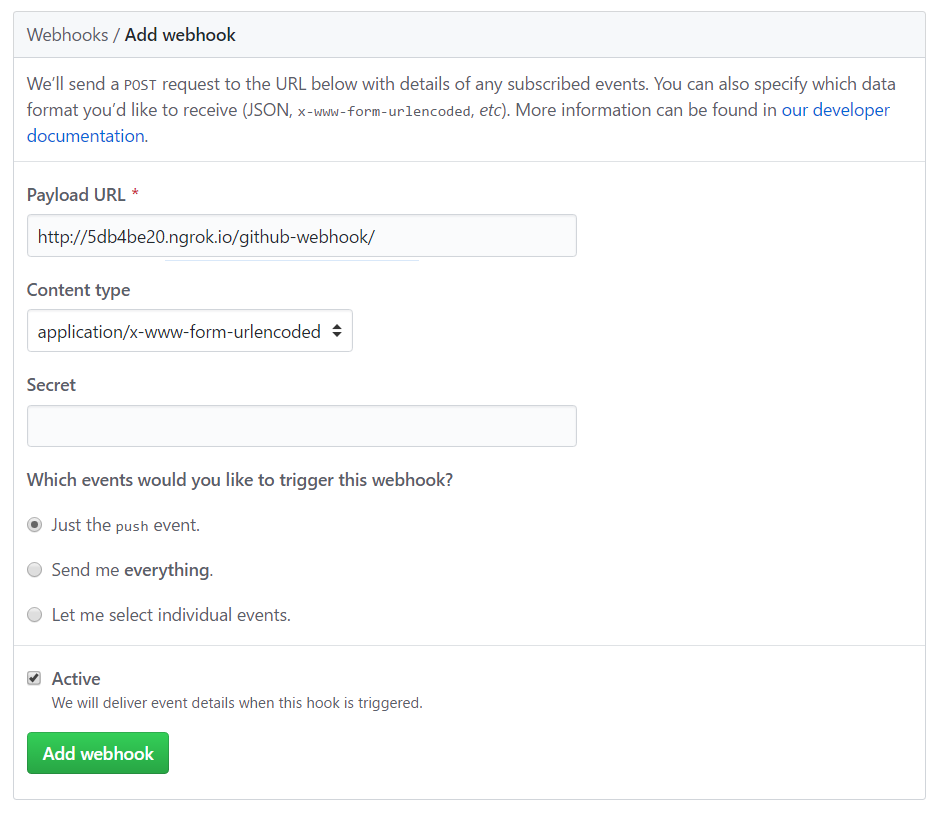 Webhooks / Add webhook
We’ll send a POST request to the URL below with details of any subscribed events. You can also specify which data
format you’d like to receive (JSON, x-www-form-urlencoded, etc). More information can be found in our developer
documentation.
Payload URL *
http://5db4be20.ngrok.io/github-webhook/
Content type
application/x-www-form-urlencoded
Secret
Which events would you like to trigger this webhook?
Just the push event.
Send me everything.
Let me select individual events.
Active
We will deliver event details when this hook is triggered.
Add webhook